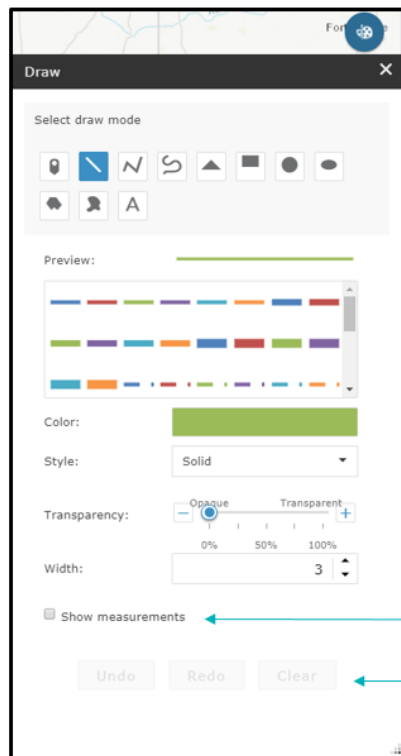 Draw
Select draw mode
A
Preview:
Color:
Style: Solid
Opaque Transparent
Transparency:
0% 50% 100%
Width: 3
Show measurements
Undo Redo Clear